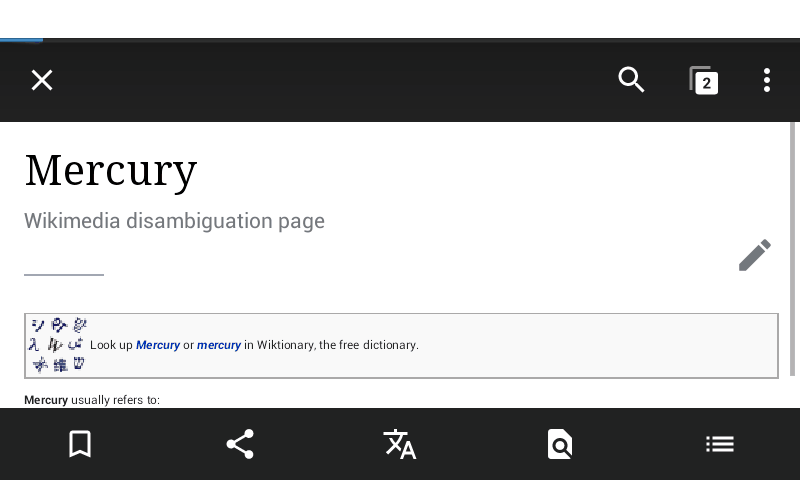 2
Mercury
Wikimedia disambiguation page
Look up Mercury or mercury in Wiktionary, the free dictionary.
Mercury usually refers to: